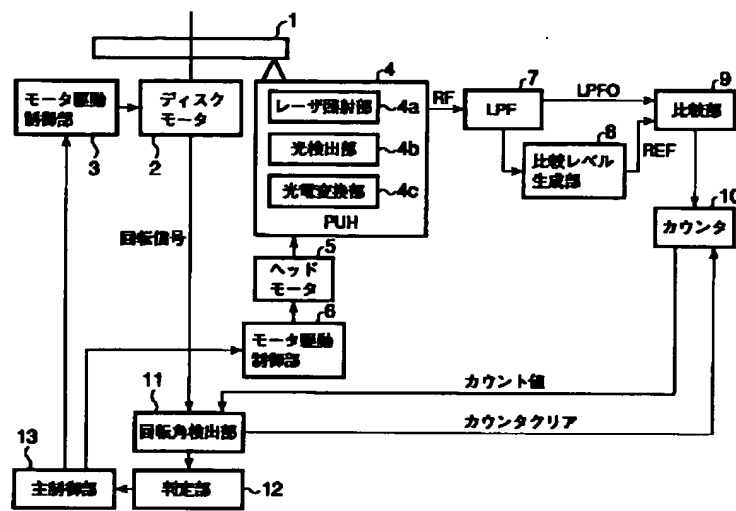 1
モータ駆動
制御部
3
ディスク
モータ
2
4
レーザ照射部
4a
光検出部
4b
光電変換部
4c
PUH
RF
7
LPF
LPFO
8
比較レベル
生成部
REF
9
比較部
10
カウンタ
回転信号
5
ヘッド
モータ
6
モータ駆動
制御部
カウント値
11
回転角検出部
カウンタクリア
13
主制御部
判定部
12